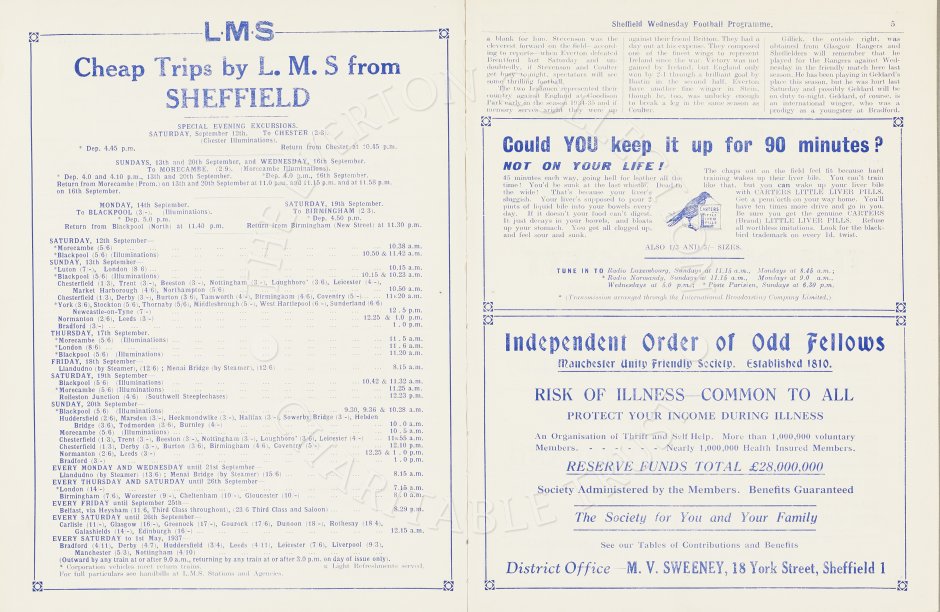 L·M·S
Cheap Trips by L. M. S from
SHEFFIELD
SPECIAL EVENING EXCURSIONS.
SATURDAY, September 12th. To CHESTER (2/3).
(Chester Illuminations).
* Dep. 4.45 p.m. Return from Chester at 10.45 p.m.
SUNDAYS, 13th and 20th September, and WEDNESDAY, 16th September.
To MORECAMBE, (2/9). (Morecambe Illuminations).
* Dep. 4.0 and 4.10 p.m., 13th and 20th September. *Dep. 4.0 p.m., 16th September.
Return from Morecambe (Prom.) on 13th and 20th September at 11.0 p.m. and 11.15 p.m. and at 11.58 p.m.
on 16th September.
MONDAY, 14th September. SATURDAY, 19th September.
To BLACKPOOL (3/-). (Illuminations). To BIRMINGHAM (2/3).
* Dep. 5.0 p.m. * Dep. 4.50 p.m.
Return from Blackpool (North) at 11.40 p.m. Return from Birmingham (New Street) at 11.30 p.m.
SATURDAY, 12th September—
*Morecambe (5/6) 10.38 a.m.
*Blackpool (5/6) (Illuminations) 10.50 & 11.42 a.m.
SUNDAY, 13th September—
*Luton (7/-), London (8/6) 10.15 a.m.
*Blackpool (5/6) (Illuminations) 10.15 & 10.23 a.m.
Chesterfield (1/3), Trent (/-), Beeston (/-), Nottingham (3/-), Loughboro' (3/6), Leicester (4/-),
Market Harborough (4/6) Northampton (5/6) 10.50 a.m.
Chesterfield (1/3), Derby (3/-), Burton (3/6), Tamworth (4/-), Birmingham (4/6), Coventry (5/-) 11x20 a.m.
*York (3/6), Stockton (5/6), Thornaby (5/6), Middlesbrough (5/-), West Hartlepool (6/-), Sunderland (6/6)
Newcastle-on-Tyne (7/-) 12.5 p.m.
Normanton (2/6), Leeds (3/-) 12.25 & 1.0 p.m.
Bradford (3/-) 1.0 p.m.
THURSDAY, 17th September.
*Morecambe (5/6) (Illuminations) 11.5 a.m.
*London (8/6) 11.6 a.m.
*Blackpool (5/6) (Illuminations) 11.20 a.m.
FRIDAY, 18th September—
Llandudno (by Steamer), (12/6); Menai Bridge (by Steamer), (12/6) 8.15 a.m.
SATURDAY, 19th September—
Blackpool (5/6) (Illuminations) 10.42 & 11.32 a.m.
*Morecambe (5/6) (Illuminations) 11.25 a.m.
Rolleston Junction (4/6) (Southwell Steeplechases) 12.23 p.m.
SUNDAY, 20th September—
*Blackpool (5/6) (Illuminations) 9.30, 9.36 & 10.28 a.m.
Huddersfield (2/6), Marsden (3/-), Heckmondwike (3/-), Halifax (3/-), Sowerby Bridge (3/-), Hebden
Bridge (3/6), Todmorden (3/6), Burnley (4/-) 10.0 a.m.
Morecambe (5/6) (Illuminations) 10.5 a.m.
Chesterfield (1/3), Trent (3/-), Beeston (3/-), Nottingham (3/-), Loughboro' (3/6), Leicester (4/-) 11x55 a.m.
Chesterfield (1/3), Derby (3/-), Burton (3/6), Birmingham (4/6), Coventry (5/-) 12.10 p.m.
Normanton (2/6), Leeds (3/-) 12.25 & 1.0 p.m.
Bradford (3/-) 1.0 p.m.
EVERY MONDAY AND WEDNESDAY until 21st September—
Llandudno (by Steamer) (13/6); Menai Bridge (by Steamer) (15/6) 8.15 a.m.
EVERY THURSDAY AND SATURDAY until 26th September—
*London (14/-) 7.15 a.m.
Birmingham (7/6), Worcester (9/-), Cheltenham (10/-), Gloucester (10/-) 8.0 a.m.
EVERY FRIDAY until September 25th—
Belfast, via Heysham (11/6, Third Class throughout), (23/6 Third Class and Saloon) 8.29 p.m.
EVERY SATURDAY until 26th September—
Carlisle (11/-), Glasgow (16/-), Greenock (17/-), Gourock (17/6), Dunoon (18/-), Rothesay (18/4),
Galashields (14/-), Edinburgh (16/-) 12.15 a.m.
EVERY SATURDAY to 1st May, 1937—
Bradford (4/11), Derby (4/7), Huddersfield (3/4), Leeds (4/11), Leicester (7/6), Liverpool (9/3),
Manchester (5/3), Nottingham (4/10)
(Outward by any train at or after 9.0 a.m., returning by any train at or after 3.0 p.m. on day of issue only).
* Corporation vehicles meet return trains. x Light Refreshments served.
For full particulars see handbills at L.M.S. Stations and Agencies.
Sheffield Wednesday Football Programme. 5
a blank for him. Stevenson was the
cleverest forward on the field—according
to reports—when Everton defeated
Brentford last Saturday and undoubtedly,
if Stevenson and Coulter
get busy to-night, spectators will see
some thrilling football.
The two Irishmen represented their
country against England at Goodison
Park early in the season 1934-35 and if
memory serves aright they were up
against their friend Britton. They had a
day out at his expense. They composed
one of the finest wings to represent
Ireland since the war. Victory was not
gained by Ireland, but England only
won by 2-1 through a brilliant goal by
Bastin in the second half. Everton
have another fine winger in Stein,
though he, too, was unlucky enough
to break a leg in the same season as
Coulter.
Gillick, the outside right, was
obtained from Glasgow Rangers and
Sheffielders will remember that he
played for the Rangers against Wednesday
in the friendly match here last
season. He has been playing in Geldard's
place this season, but he was hurt last
Saturday and possibly Geldard will be
on duty to-night. Geldard, of course, is
an international winger, who was a
prodigy as a youngster at Bradford.
Could YOU keep it up for 90 minutes?
NOT ON YOUR LIFE!
45 minutes each way, going hell for leather all the
time! You'd be sunk at the last whistle. Dead to
the wide! That's because your liver's
sluggish. Your liver's supposed to pour 2
pints of liquid bile into your bowels every
day. If it doesn't your food can't digest.
It just decays in your bowels, and bloats
up your stomach. You get all clogged up,
and feel sour and sunk.
CARTERS
The chaps out on the field feel fit because hard
training wakes up their liver bile. You can't train
like that, but you can wake up your liver bile
with CARTERS LITTLE LIVER PILLS.
Get a penn'orth on your way home. You'll
have ten times more drive and go in you.
Be sure you get the genuine CARTERS
(Brand) LITTLE LIVER PILLS. Refuse
all worthless imitations. Look for the blackbird
trademark on every 1d. twist.
ALSO 1/3 AND 3/- SIZES.
TUNE IN TO Radio Luxembourg, Sundays at 11.15 a.m., Mondays at 8.45 a.m.;
* Radio Normandy, Sundays at 11.15 a.m., Mondays at 9.0 a.m.,
Wednesdays at 5.0 p.m.; * Poste Parisien, Sundays at 6.30 p.m.
* (Transmission arranged through the International Broadcasting Company Limited.)
Independent Order of Odd Fellows
Manchester Unity Friendly Society. Established 1810.
RISK OF ILLNESS—COMMON TO ALL
PROTECT YOUR INCOME DURING ILLNESS
An Organisation of Thrift and Self Help. More than 1,000,000 voluntary
Members. - - - - - - Nearly 1,000,000 Health Insured Members.
RESERVE FUNDS TOTAL £28,000,000
Society Administered by the Members. Benefits Guaranteed
The Society for You and Your Family
See our Tables of Contributions and Benefits
District Office—M. V. SWEENEY, 18 York Street, Sheffield 1